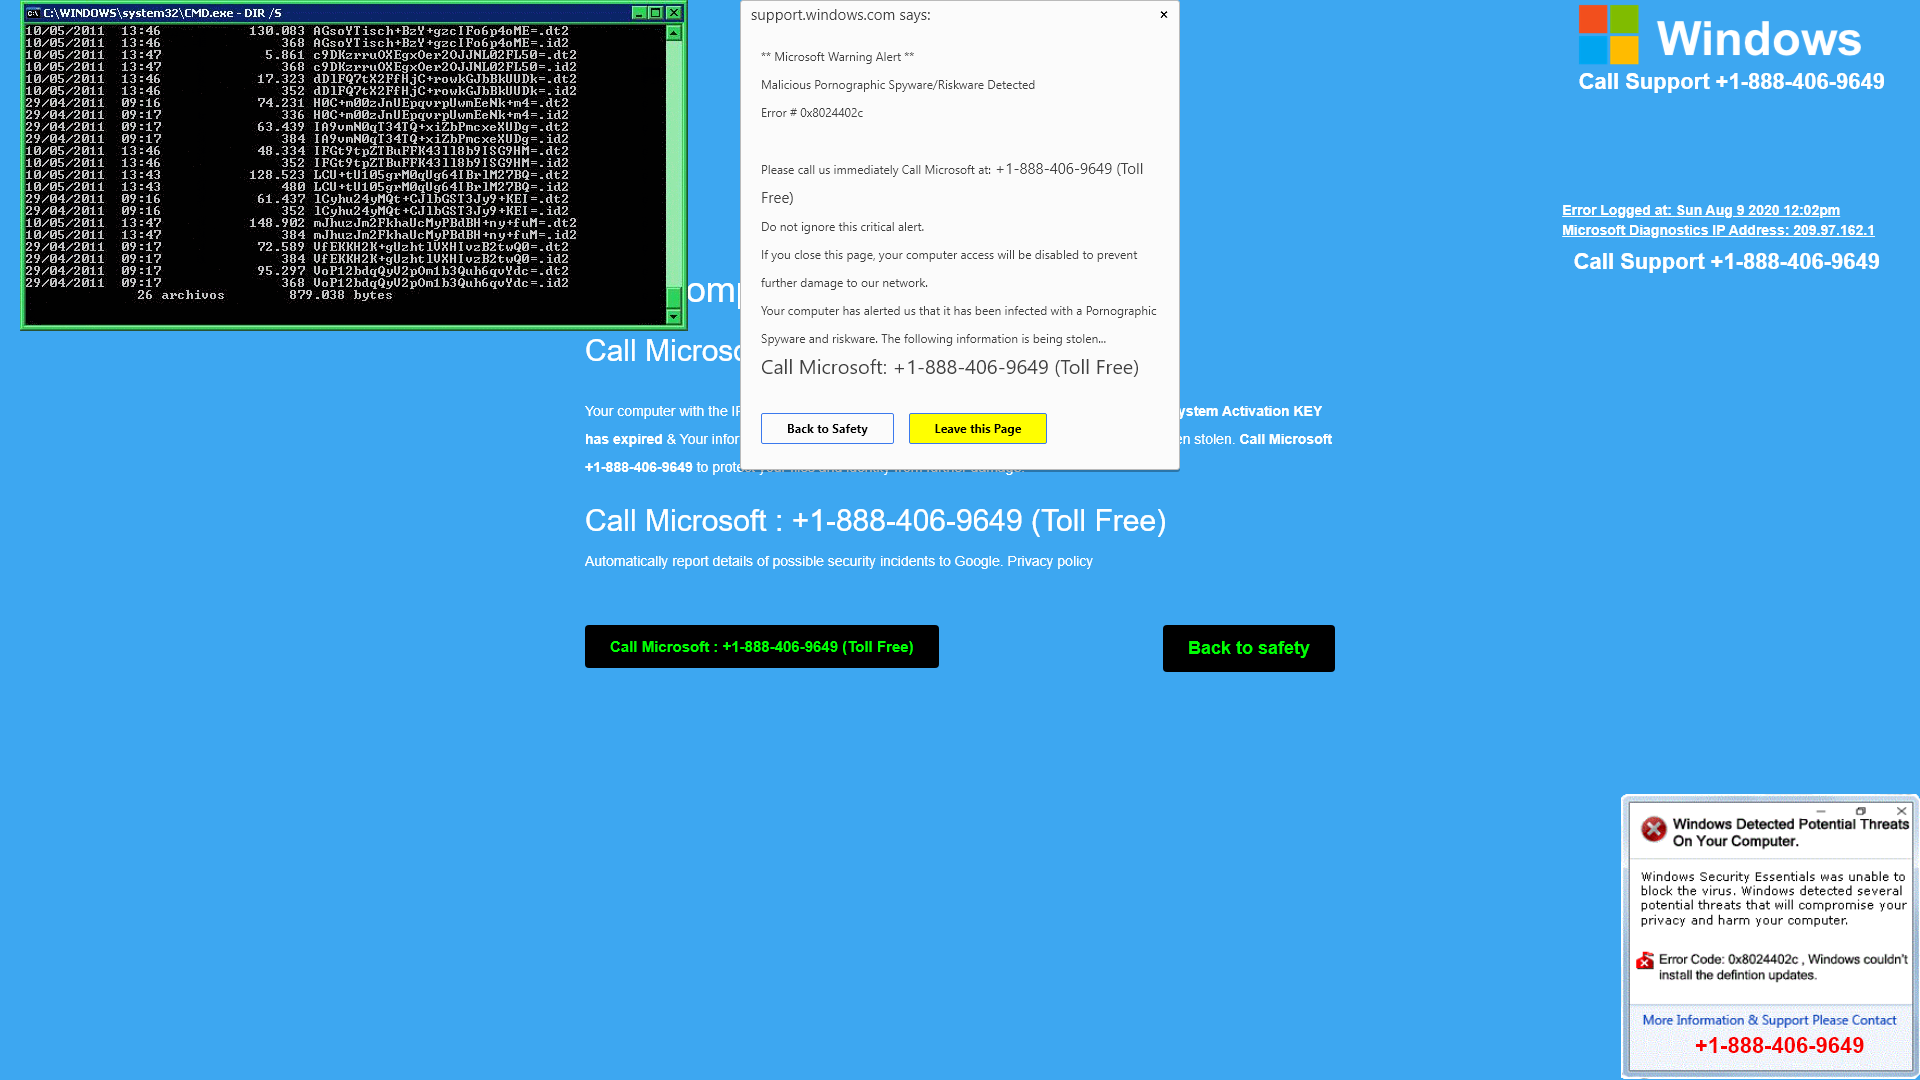 C:\WINDOWS\system32\CMD.exe - DIR /S
10/05/2011 13:46 130.083 AGsoYTisch+BzY+gzcIFo6p4oME=.dt2
10/05/2011 13:46 368 AGsoYTisch+BzY+gzcIFo6p4oME=.id2
10/05/2011 13:47 5.861 c9DKzrruOXEgxOer2OJJNL02FL50=.dt2
10/05/2011 13:47 368 c9DKzrruOXEgxOer2OJJNL02FL50=.id2
10/05/2011 13:46 17.323 dDlFQ7tX2FfHjC+rowkGJbBkUUDk=.dt2
10/05/2011 13:46 352 dDlFQ7tX2FfHjC+rowkGJbBkUUDk=.id2
29/04/2011 09:16 74.231 H0C+m00zJnUEpqvrpUwmEeNk+m4=.dt2
29/04/2011 09:16 336 H0C+m00zJnUEpqvrpUwmEeNk+m4=.id2
29/04/2011 09:17 63.439 IA9vmN0qT34TQ+xiZbPmcxeXUDg=.dt2
29/04/2011 09:17 384 IA9vmN0qT34TQ+xiZbPmcxeXUDg=.id2
10/05/2011 13:46 48.334 IFGt9tpZTBuFFK43ll8b9ISG9HM=.dt2
10/05/2011 13:46 352 IFGt9tpZTBuFFK43ll8b9ISG9HM=.id2
10/05/2011 13:43 128.523 LCU+tU105grM0qUg64IBrlM27BQ=.dt2
10/05/2011 13:43 480 LCU+tU105grM0qUg64IBrlM27BQ=.id2
29/04/2011 09:16 61.437 lCyhu24yMQt+CJlbGST3Jy9+KEI=.dt2
29/04/2011 09:16 352 lCyhu24yMQt+CJlbGST3Jy9+KEI=.id2
10/05/2011 13:47 148.902 mJhuzJm2FkhaUcMyPBdBH+ny+fuM=.dt2
10/05/2011 13:47 384 mJhuzJm2FkhaUcMyPBdBH+ny+fuM=.id2
29/04/2011 09:17 72.589 VfEKKH2K+gUzhtlVXHIvzB2twQ0=.dt2
29/04/2011 09:17 384 VfEKKH2K+gUzhtlVXHIvzB2twQ0=.id2
29/04/2011 09:17 95.297 VoP12bdqQyV2pOm1b3Quh6qvYdc=.dt2
29/04/2011 09:17 368 VoP12bdqQyV2pOm1b3Quh6qvYdc=.id2
26 archivos 879.038 bytes
support.windows.com says:
** Microsoft Warning Alert **
Malicious Pornographic Spyware/Riskware Detected
Error # 0x8024402c
Please call us immediately Call Microsoft at: +1-888-406-9649 (Toll
Free)
Do not ignore this critical alert.
If you close this page, your computer access will be disabled to prevent
further damage to our network.
Your computer has alerted us that it has been infected with a Pornographic
Spyware and riskware. The following information is being stolen...
Call Microsoft: +1-888-406-9649 (Toll Free)
Back to Safety
Leave this Page
Windows
Call Support +1-888-406-9649
Error Logged at: Sun Aug 9 2020 12:02pm
Microsoft Diagnostics IP Address: 209.97.162.1
Call Support +1-888-406-9649
Call
Your computer with the Activation KEY
has expired & Your stolen. Call Microsoft
+1-888-406-9649 to
Call Microsoft : +1-888-406-9649 (Toll Free)
Automatically report details of possible security incidents to Google. Privacy policy
Call Microsoft : +1-888-406-9649 (Toll Free)
Back to safety
Windows Detected Potential Threats
On Your Computer.
Windows Security Essentials was unable to
block the virus. Windows detected several
potential threats that will compromise your
privacy and harm your computer.
Error Code: 0x8024402c , Windows couldn't
install the defintion updates.
More Information & Support Please Contact
+1-888-406-9649